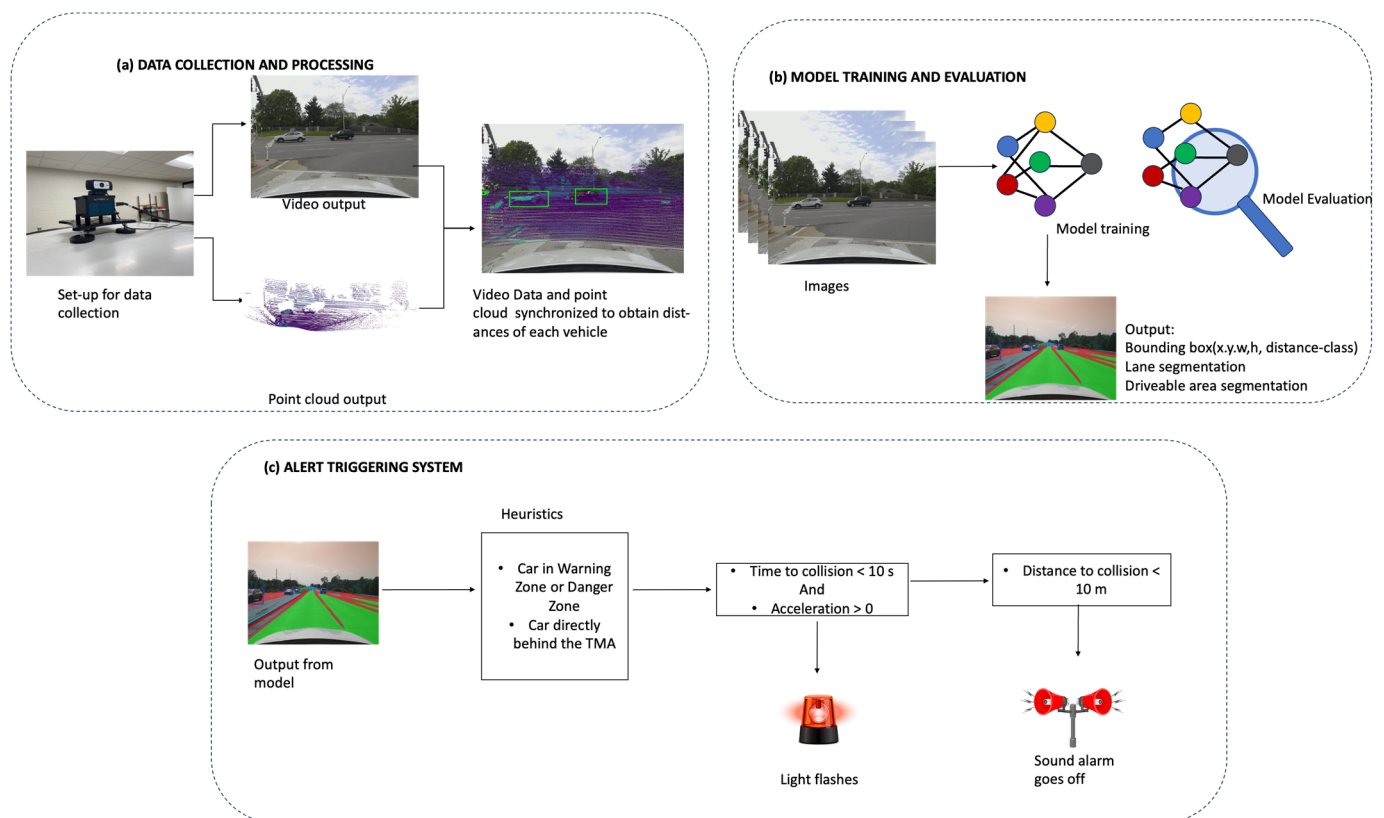 (a) DATA COLLECTION AND PROCESSING
Video output
Set-up for data
collection
Video Data and point
cloud synchronized to obtain dist-
ances of each vehicle
Point cloud output
(b) MODEL TRAINING AND EVALUATION
Images
Model training
Model Evaluation
Output:
Bounding box(x.y.w,h, distance-class)
Lane segmentation
Driveable area segmentation
(c) ALERT TRIGGERING SYSTEM
Output from
model
Heuristics
• Car in Warning
Zone or Danger
Zone
• Car directly
behind the TMA
• Time to collision < 10 s
And
• Acceleration > 0
Light flashes
• Distance to collision <
10 m
Sound alarm
goes off